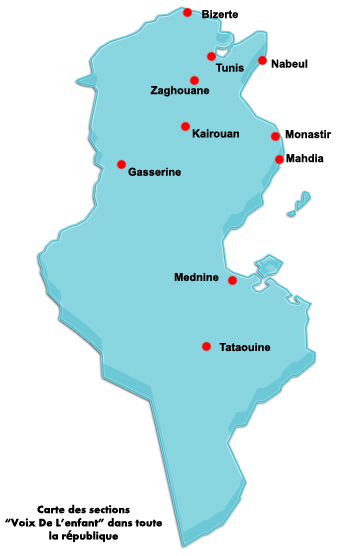 Bizerte
Tunis
Nabeul
Zaghouane
Kairouan
Monastir
Mahdia
Gasserine
Mednine
Tataouine
Carte des sections
“Voix De L’enfant” dans toute
la république